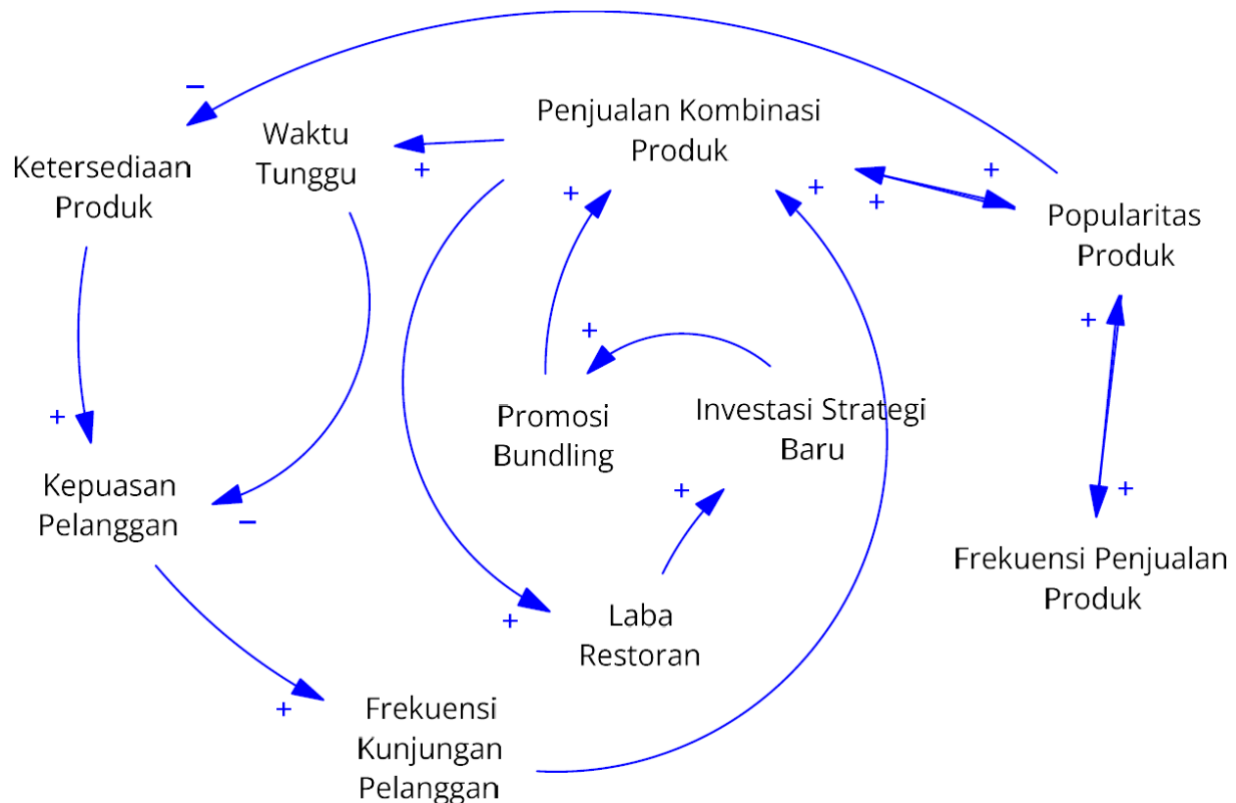 Penjualan Kombinasi
Produk
Waktu
Tunggu
Ketersediaan
Produk
Popularitas
Produk
Promosi
Bundling
Investasi Strategi
Baru
Kepuasan
Pelanggan
Frekuensi Penjualan
Produk
Laba
Restoran
Frekuensi
Kunjungan
Pelanggan
−
+
+
+
+
+
+
+
+
+
−
+
+
+